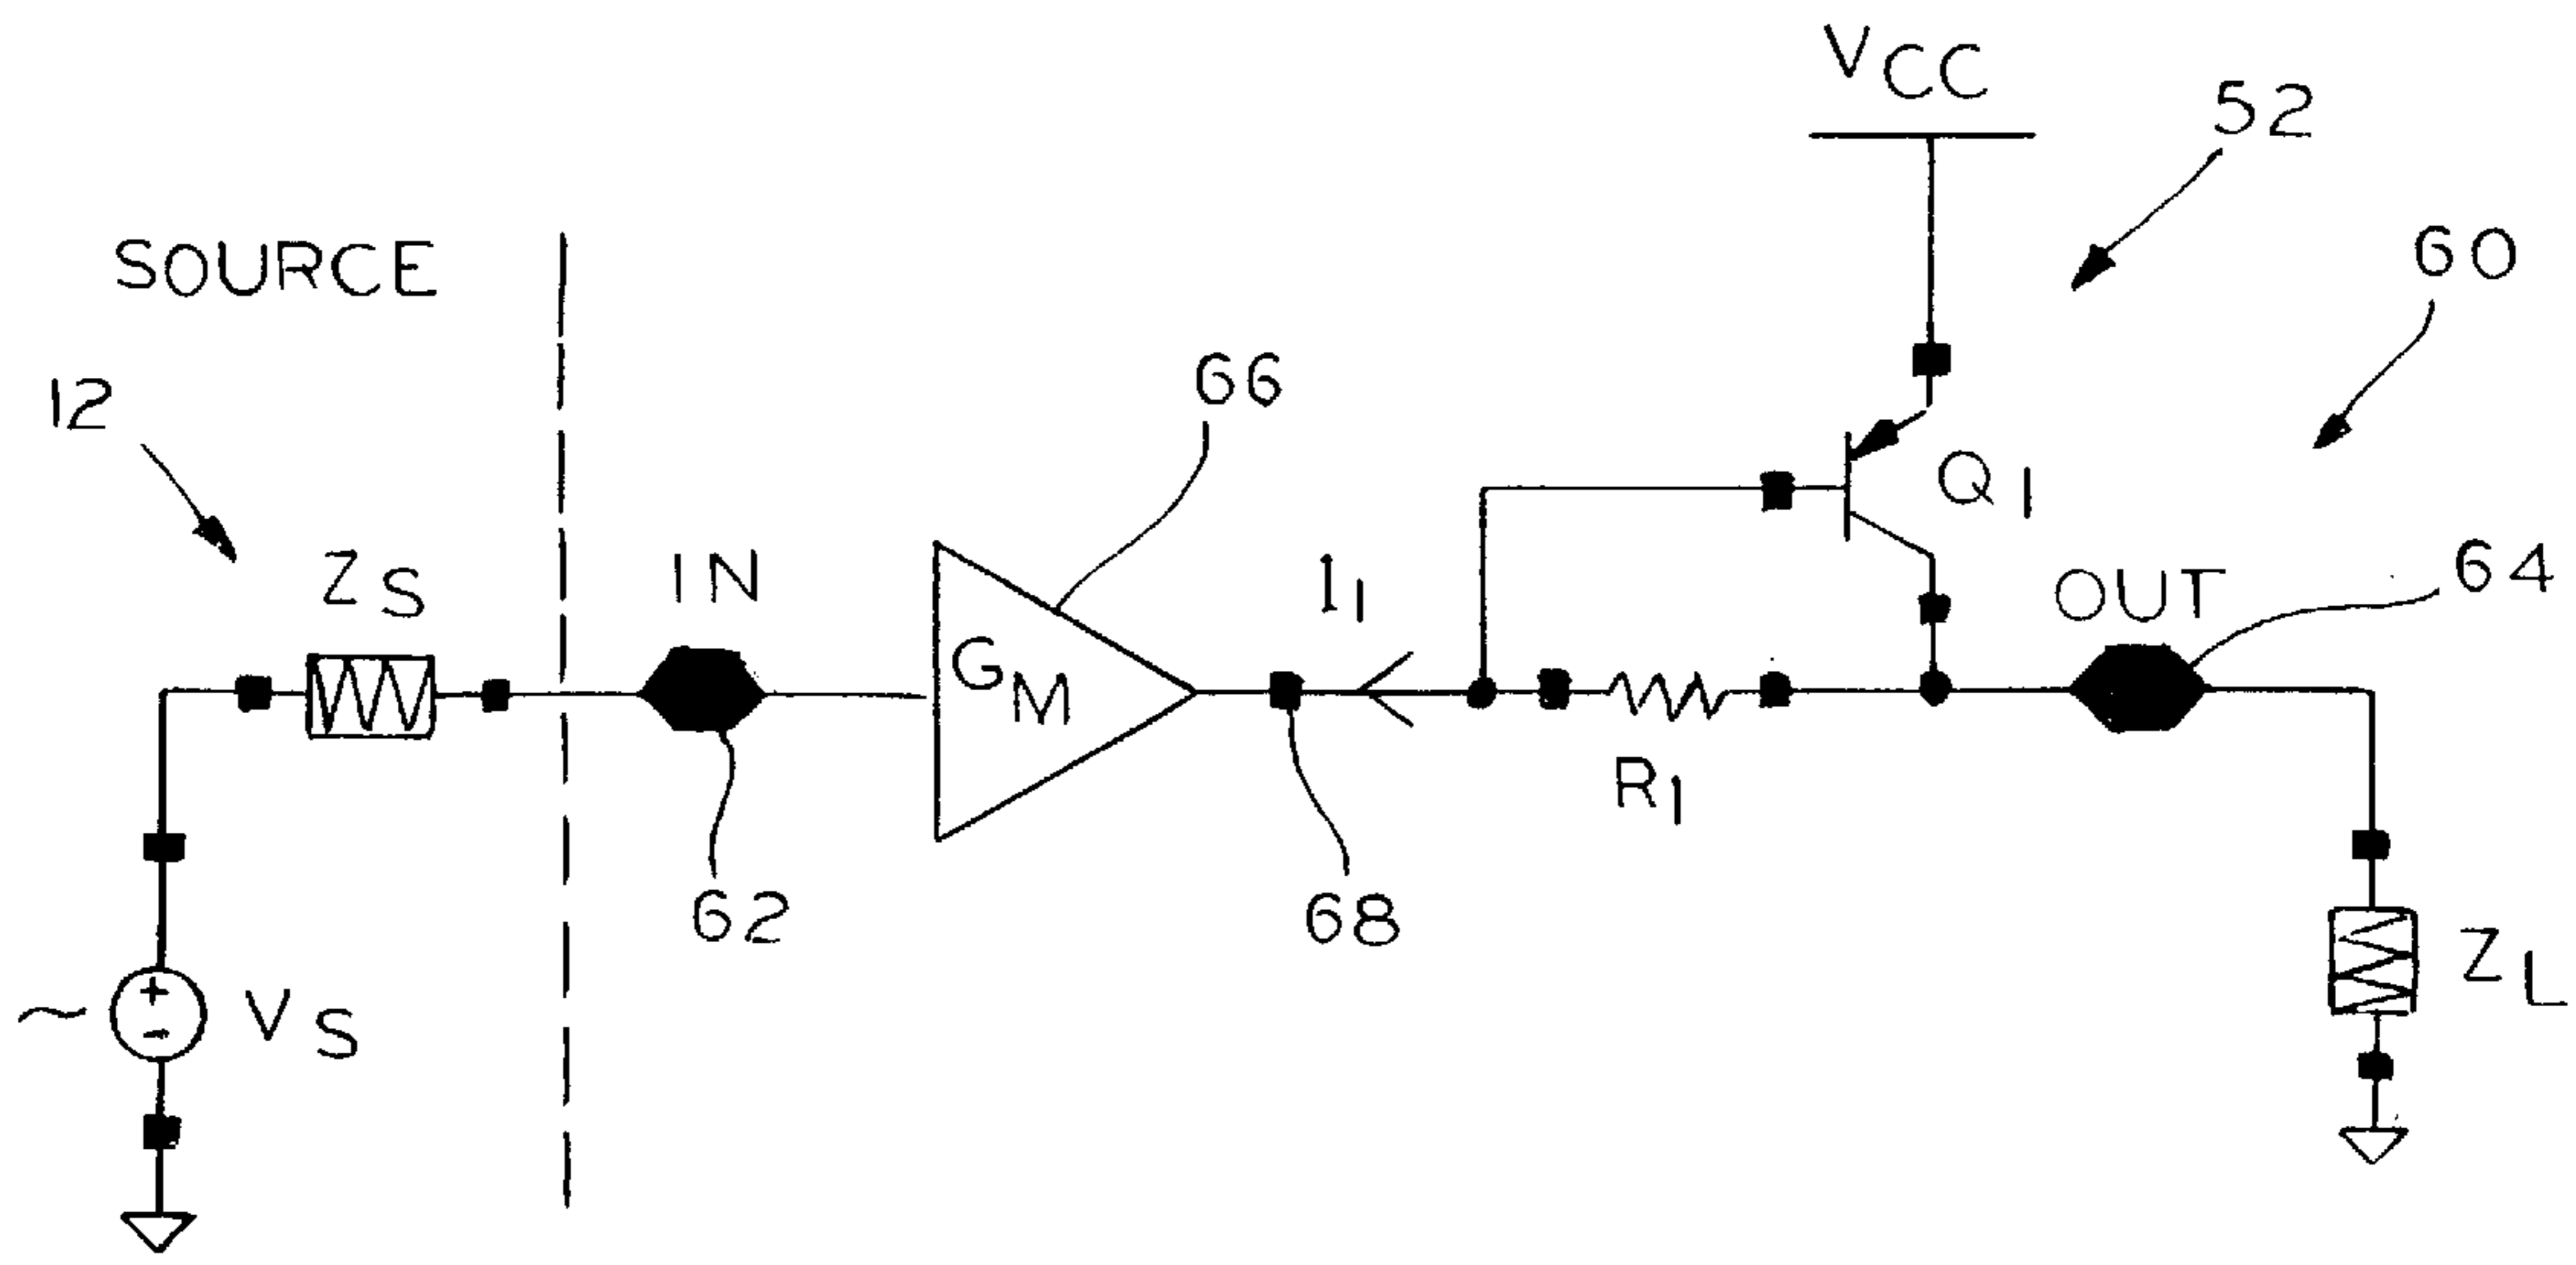 VCC
52
60
SOURCE
66
12
Q1
64
ZS
IN
I1
OUT
GM
R1
62
68
ZL
~
+
-
VS